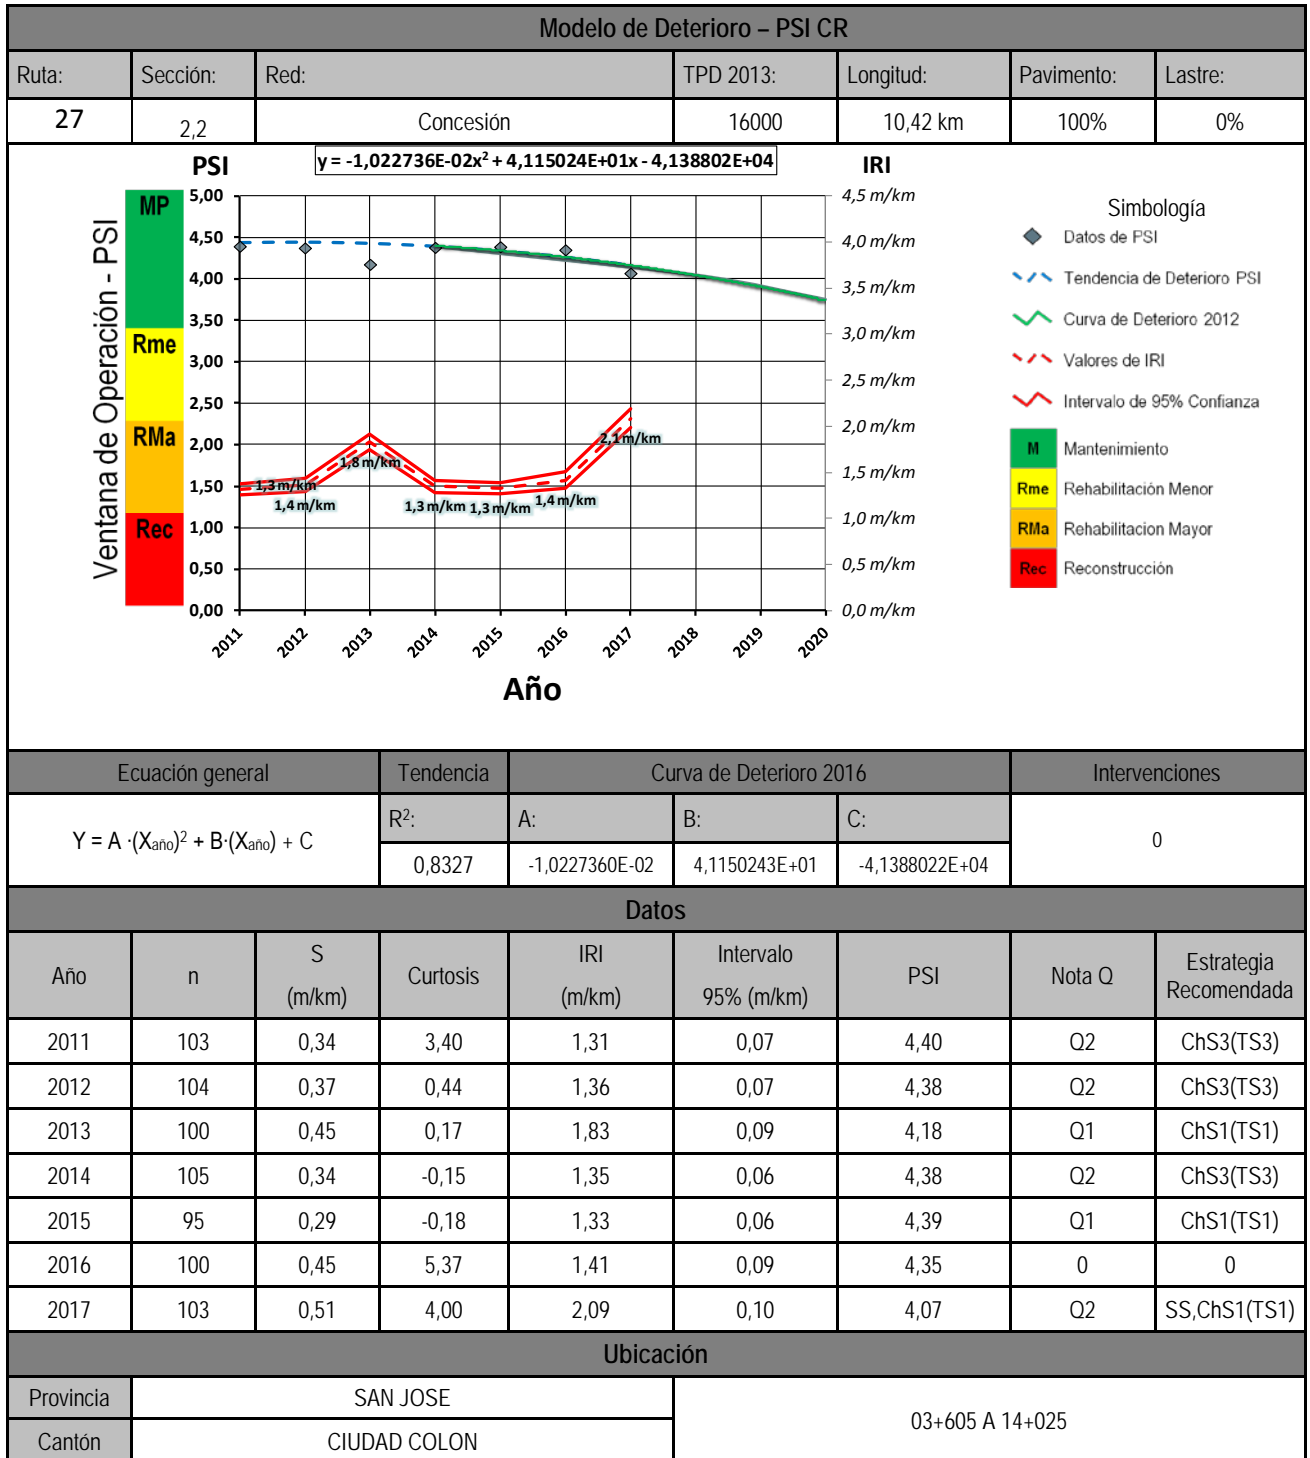 Modelo de Deterioro – PSI CR
Ruta: Sección: Red: TPD 2013: Longitud: Pavimento: Lastre:
27 2,2 Concesión 16000 10,42 km 100% 0%
PSI y = -1,022736E-02x² + 4,115024E+01x - 4,138802E+04 IRI
Ventana de Operación - PSI
MP
Rme
RMa
Rec
5,00
4,50
4,00
3,50
3,00
2,50
2,00
1,50
1,00
0,50
0,00
1,3 m/km
1,4 m/km
1,8 m/km
1,3 m/km
1,3 m/km
1,4 m/km
2,1 m/km
4,5 m/km
4,0 m/km
3,5 m/km
3,0 m/km
2,5 m/km
2,0 m/km
1,5 m/km
1,0 m/km
0,5 m/km
0,0 m/km
2011 2012 2013 2014 2015 2016 2017 2018 2019 2020
Año
Simbología
Datos de PSI
Tendencia de Deterioro PSI
Curva de Deterioro 2012
Valores de IRI
Intervalo de 95% Confianza
M Mantenimiento
Rme Rehabilitación Menor
RMa Rehabilitacion Mayor
Rec Reconstrucción
Ecuación general Tendencia Curva de Deterioro 2016 Intervenciones
Y = A ·(Xaño)² + B·(Xaño) + C R²: A: B: C: 0
0,8327 -1,0227360E-02 4,1150243E+01 -4,1388022E+04
Datos
Año n S (m/km) Curtosis IRI (m/km) Intervalo 95% (m/km) PSI Nota Q Estrategia Recomendada
2011 103 0,34 3,40 1,31 0,07 4,40 Q2 ChS3(TS3)
2012 104 0,37 0,44 1,36 0,07 4,38 Q2 ChS3(TS3)
2013 100 0,45 0,17 1,83 0,09 4,18 Q1 ChS1(TS1)
2014 105 0,34 -0,15 1,35 0,06 4,38 Q2 ChS3(TS3)
2015 95 0,29 -0,18 1,33 0,06 4,39 Q1 ChS1(TS1)
2016 100 0,45 5,37 1,41 0,09 4,35 0 0
2017 103 0,51 4,00 2,09 0,10 4,07 Q2 SS,ChS1(TS1)
Ubicación
Provincia SAN JOSE 03+605 A 14+025
Cantón CIUDAD COLON